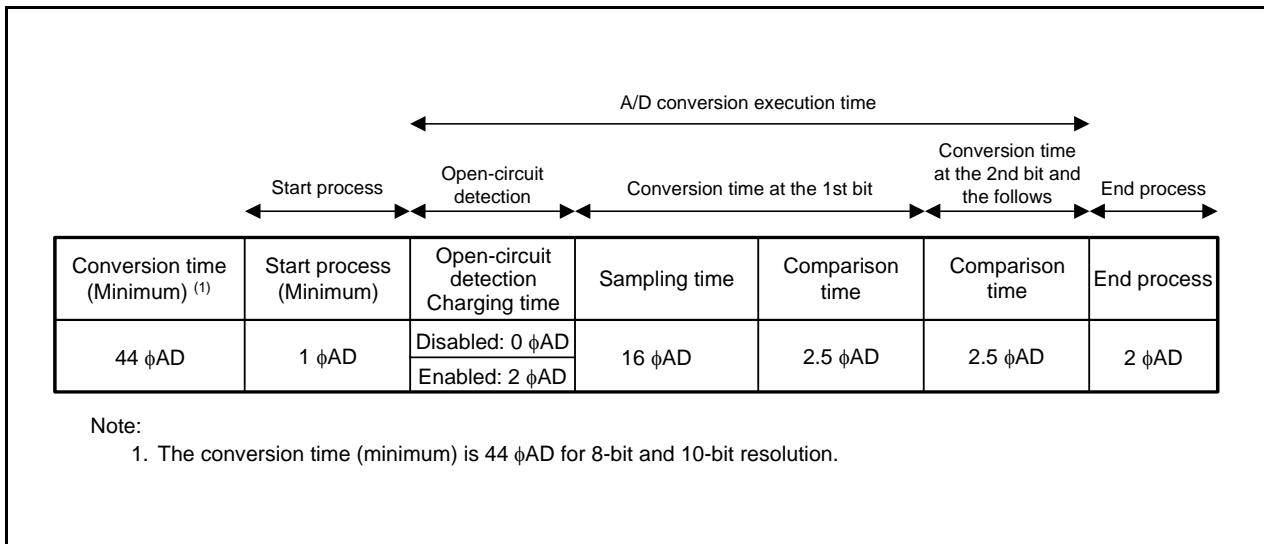 A/D conversion execution time
Start process
Open-circuit
detection
Conversion time at the 1st bit
Conversion time
at the 2nd bit and
the follows
End process
Conversion time
(Minimum) (1)
Start process
(Minimum)
Open-circuit
detection
Charging time
Sampling time
Comparison
time
Comparison
time
End process
44 ϕAD
1 ϕAD
Disabled: 0 ϕAD
Enabled: 2 ϕAD
16 ϕAD
2.5 ϕAD
2.5 ϕAD
2 ϕAD
Note:
1. The conversion time (minimum) is 44 ϕAD for 8-bit and 10-bit resolution.